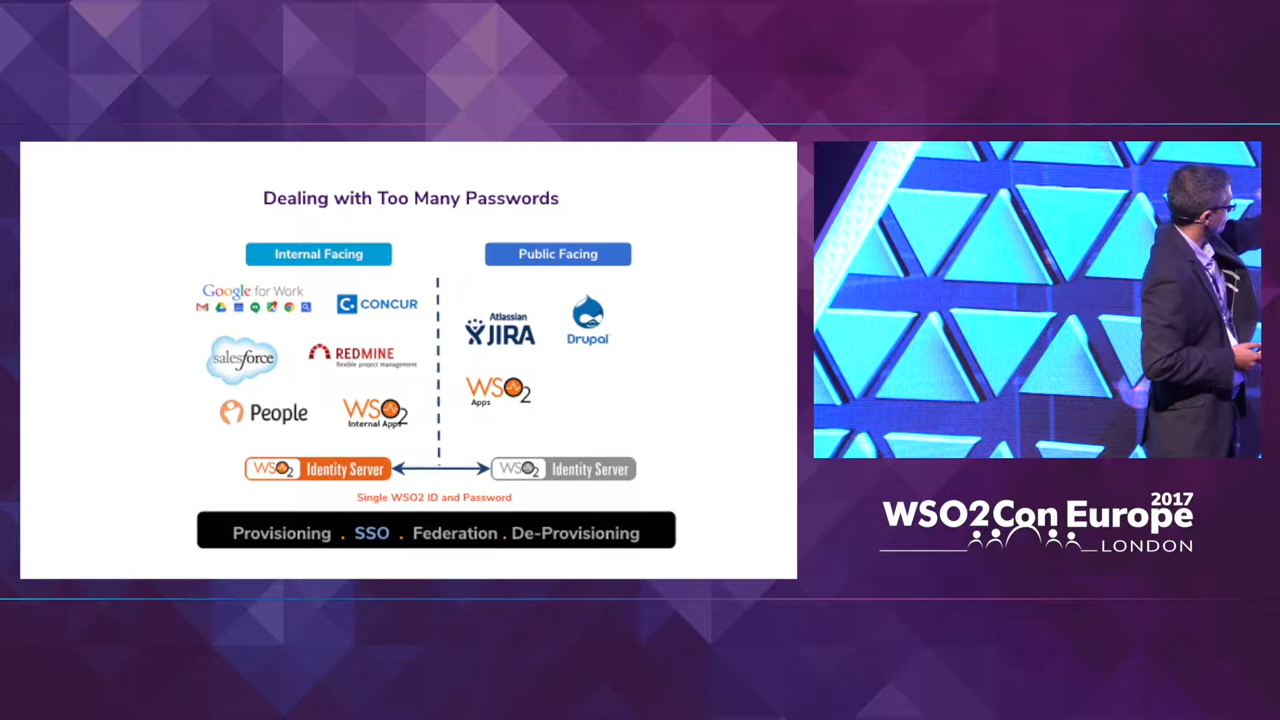 Dealing with Too Many Passwords
Internal Facing
Public Facing
Google for Work
CONCUR
salesforce
REDMINE
flexible project management
People
WSO2
Internal Apps
Atlassian
JIRA
Drupal
WSO2
Apps
WSO2 Identity Server
WSO2 Identity Server
Single WSO2 ID and Password
Provisioning . SSO . Federation . De-Provisioning
2017
WSO2Con Europe
LONDON